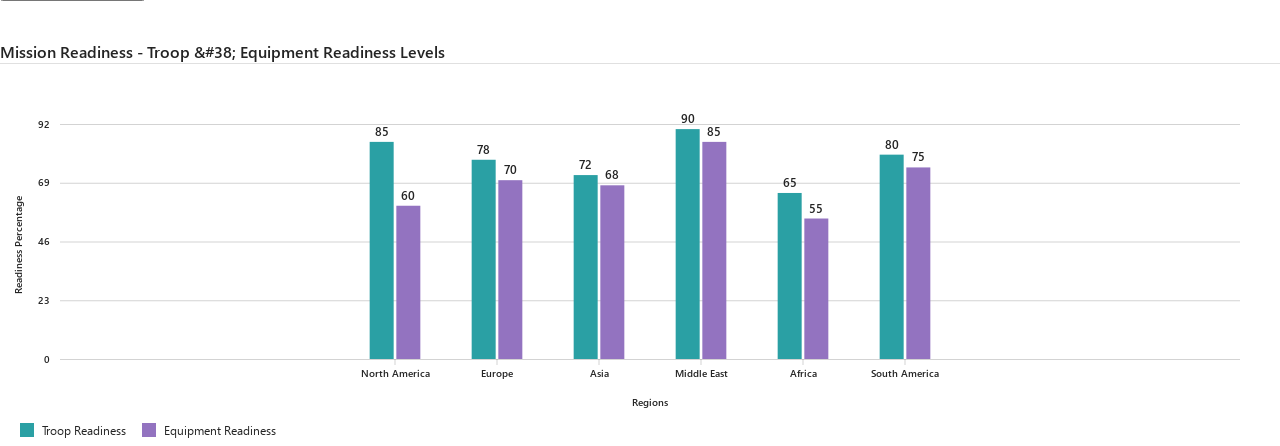 Mission Readiness - Troop &#38; Equipment Readiness Levels
92
69
46
23
0
Readiness Percentage
85
60
78
70
72
68
90
85
65
55
80
75
North America
Europe
Asia
Middle East
Africa
South America
Regions
Troop Readiness
Equipment Readiness